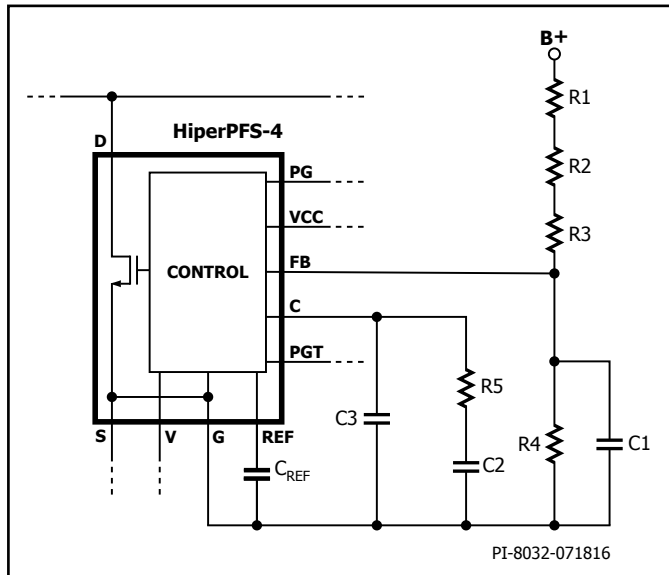 B+
R1
HiperPFS-4
D
PG
R2
VCC
R3
CONTROL
FB
C
PGT
R5
C3
S
V
G
REF
R4
C1
C2
CREF
PI-8032-071816